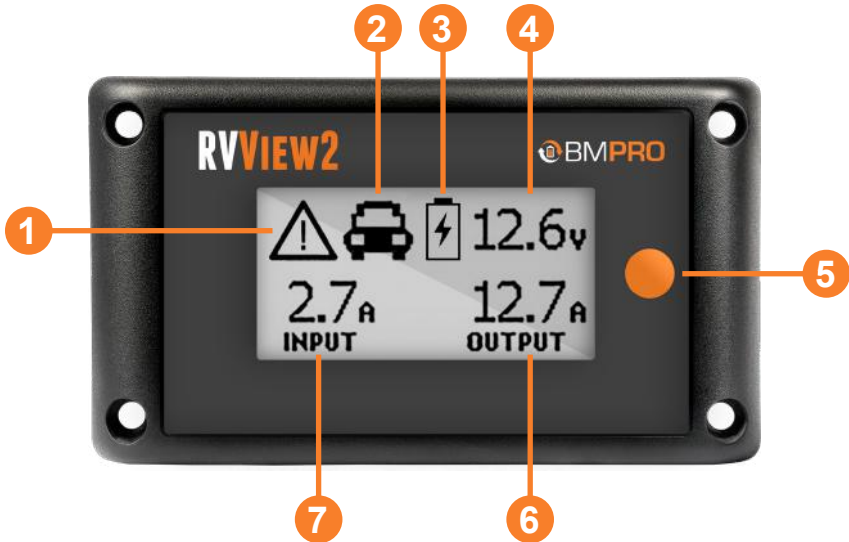 2 3 4
RVVIEW2
BMPRO
1
12.6V
5
2.7A 12.7A
INPUT OUTPUT
7 6